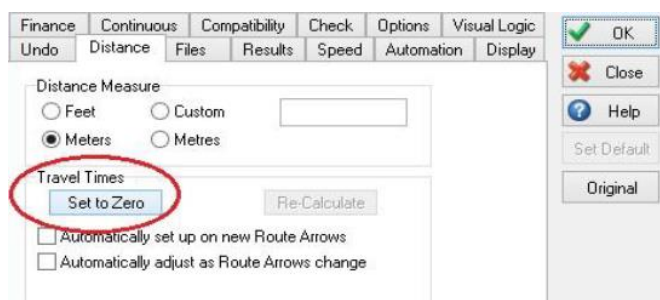 Finance Continuous Compatibility Check Options Visual Logic
Undo Distance Files Results Speed Automation Display
Distance Measure
Feet Custom
Meters Metres
Travel Times
Set to Zero Re-Calculate
Automatically set up on new Route Arrows
Automatically adjust as Route Arrows change
OK
Close
Help
Set Default
Original